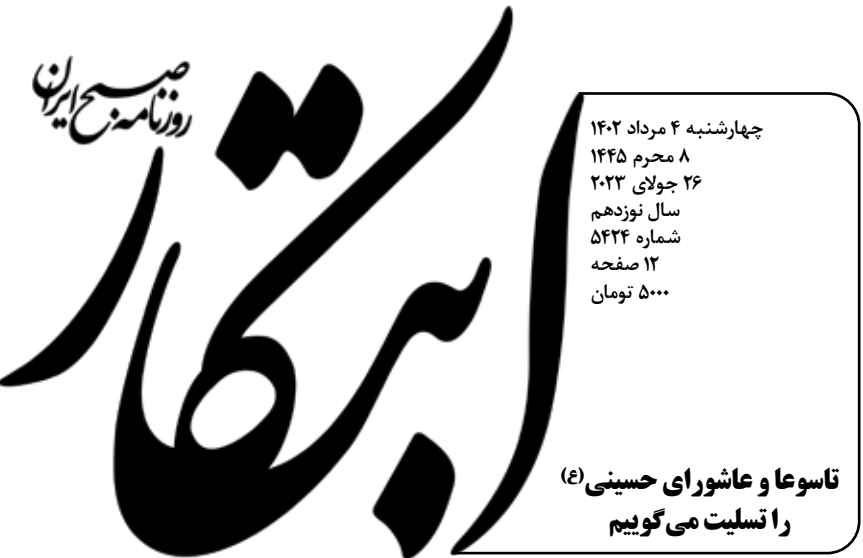 روزنامه صبح ایران
ابتکار
چهارشنبه ۴ مرداد ۱۴۰۲
۸ محرم ۱۴۴۵
۲۶ جولای ۲۰۲۳
سال نوزدهم
شماره ۵۴۲۴
۱۲ صفحه
۵۰۰۰ تومان
تاسوعا و عاشورای حسینی(ع)
را تسلیت می‌گوییم